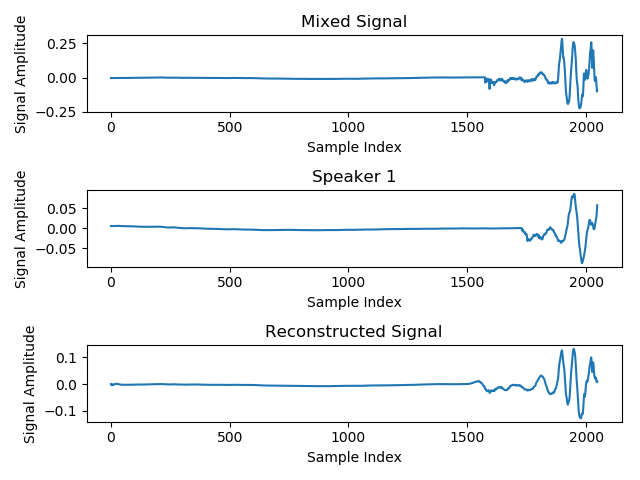 Mixed Signal
Signal Amplitude
0.25
0.00
−0.25
0 500 1000 1500 2000
Sample Index
Speaker 1
Signal Amplitude
0.05
0.00
−0.05
0 500 1000 1500 2000
Sample Index
Reconstructed Signal
Signal Amplitude
0.1
0.0
−0.1
0 500 1000 1500 2000
Sample Index